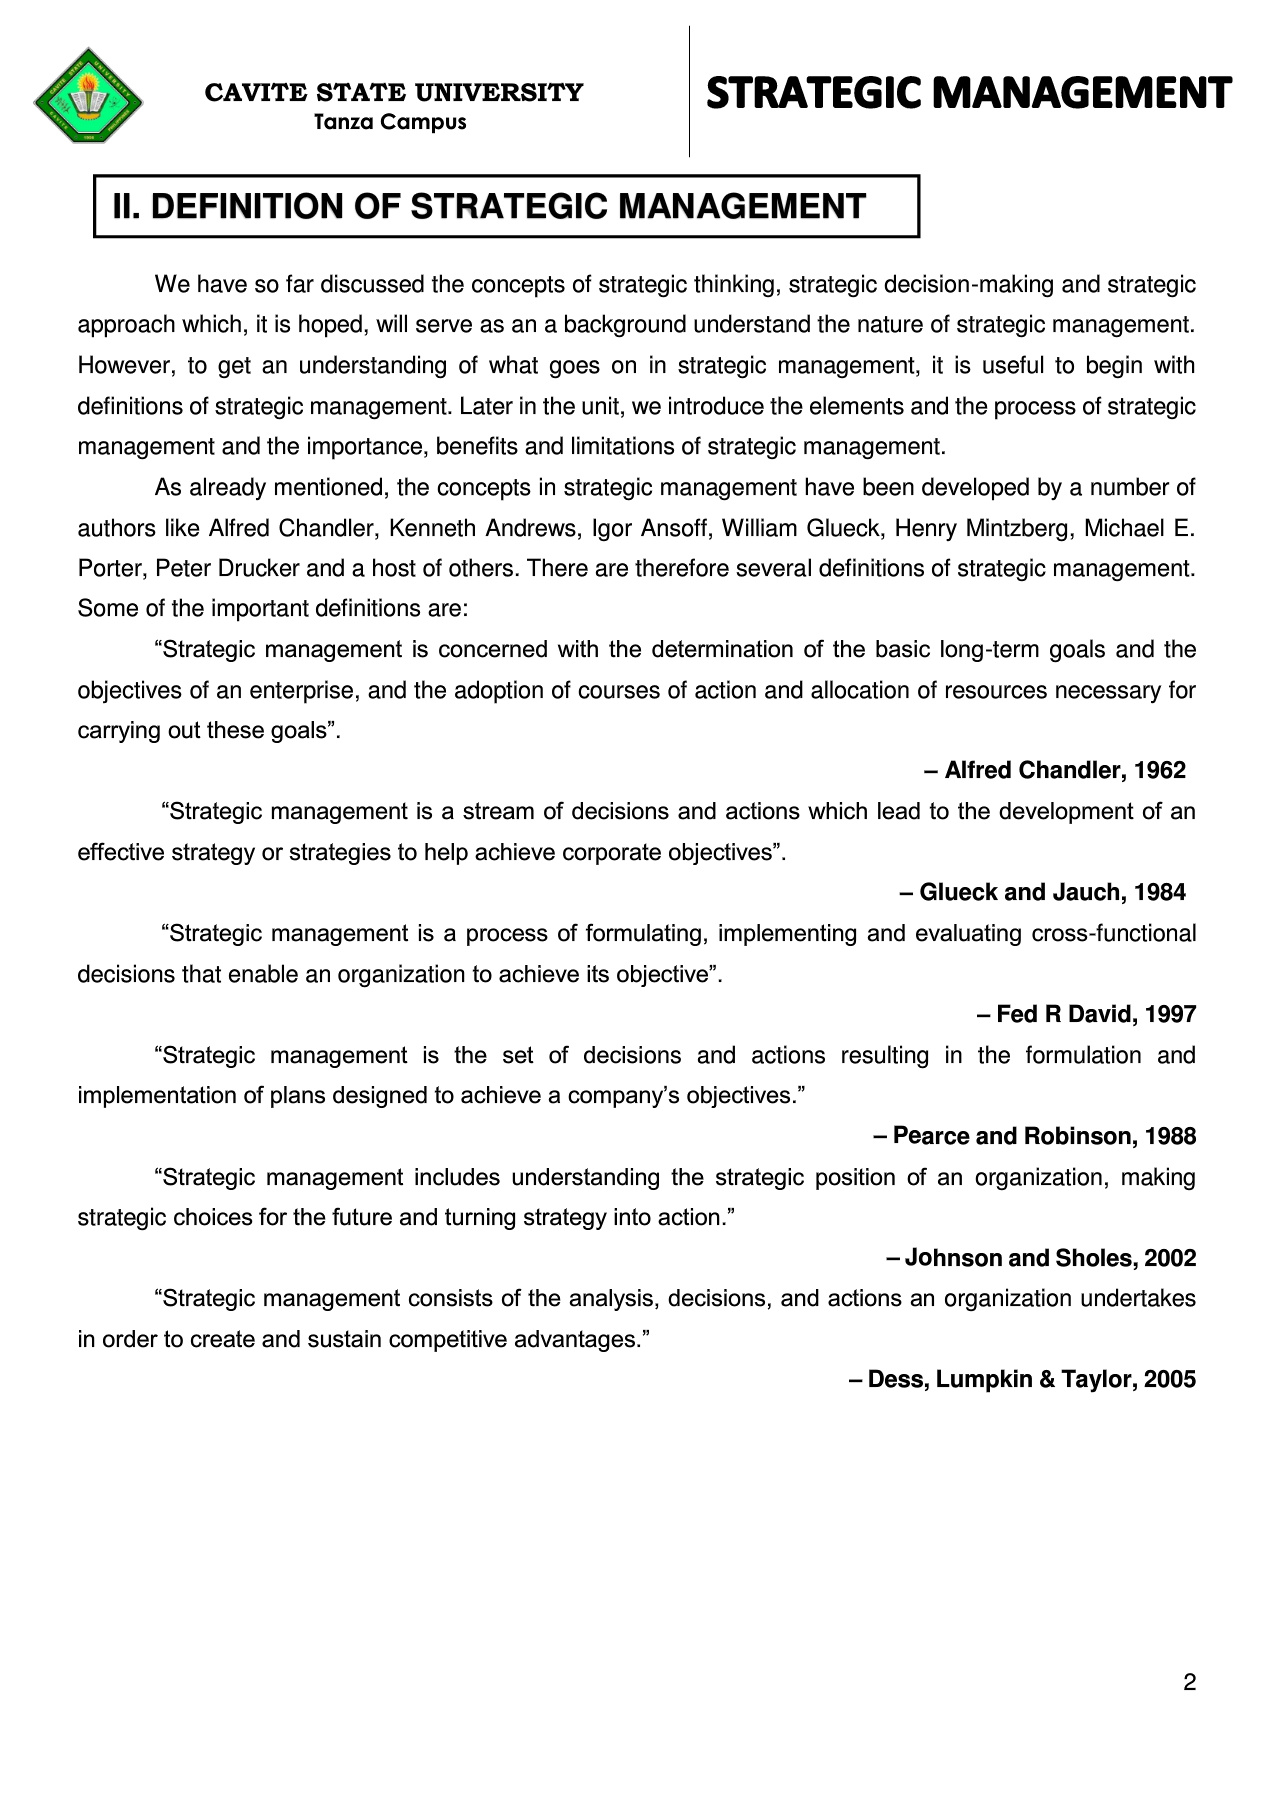 CAVITE STATE UNIVERSITY
Tanza Campus
STRATEGIC MANAGEMENT
II. DEFINITION OF STRATEGIC MANAGEMENT
We have so far discussed the concepts of strategic thinking, strategic decision-making and strategic
approach which, it is hoped, will serve as an a background understand the nature of strategic management.
However, to get an understanding of what goes on in strategic management, it is useful to begin with
definitions of strategic management. Later in the unit, we introduce the elements and the process of strategic
management and the importance, benefits and limitations of strategic management.
As already mentioned, the concepts in strategic management have been developed by a number of
authors like Alfred Chandler, Kenneth Andrews, Igor Ansoff, William Glueck, Henry Mintzberg, Michael E.
Porter, Peter Drucker and a host of others. There are therefore several definitions of strategic management.
Some of the important definitions are:
“Strategic management is concerned with the determination of the basic long-term goals and the
objectives of an enterprise, and the adoption of courses of action and allocation of resources necessary for
carrying out these goals”.
– Alfred Chandler, 1962
“Strategic management is a stream of decisions and actions which lead to the development of an
effective strategy or strategies to help achieve corporate objectives”.
– Glueck and Jauch, 1984
“Strategic management is a process of formulating, implementing and evaluating cross-functional
decisions that enable an organization to achieve its objective”.
– Fed R David, 1997
“Strategic management is the set of decisions and actions resulting in the formulation and
implementation of plans designed to achieve a company’s objectives.”
– Pearce and Robinson, 1988
“Strategic management includes understanding the strategic position of an organization, making
strategic choices for the future and turning strategy into action.”
– Johnson and Sholes, 2002
“Strategic management consists of the analysis, decisions, and actions an organization undertakes
in order to create and sustain competitive advantages.”
– Dess, Lumpkin & Taylor, 2005
2